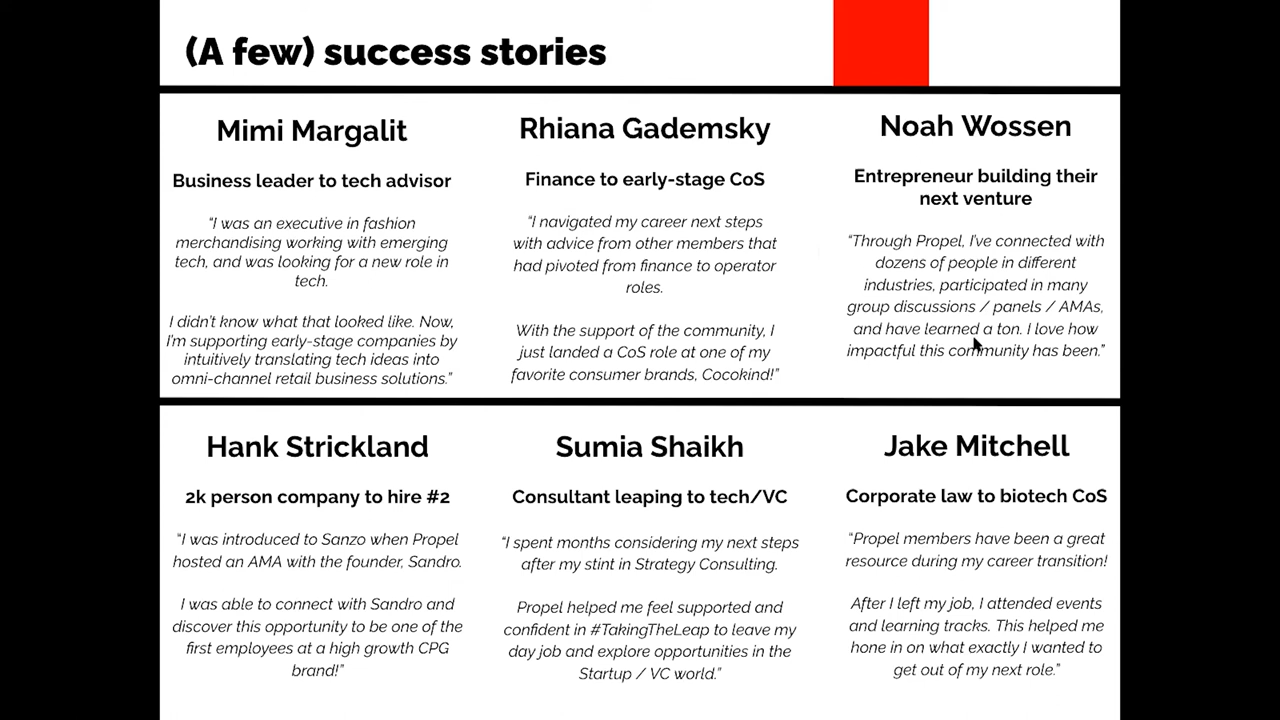 (A few) success stories
Mimi Margalit
Business leader to tech advisor
“I was an executive in fashion
merchandising working with emerging
tech, and was looking for a new role in
tech.
I didn’t know what that looked like. Now,
I’m supporting early-stage companies by
intuitively translating tech ideas into
omni-channel retail business solutions.”
Rhiana Gademsky
Finance to early-stage CoS
“I navigated my career next steps
with advice from other members that
had pivoted from finance to operator
roles.
With the support of the community, I
just landed a CoS role at one of my
favorite consumer brands, Cocokind!”
Noah Wossen
Entrepreneur building their
next venture
“Through Propel, I’ve connected with
dozens of people in different
industries, participated in many
group discussions / panels / AMAs,
and have learned a ton. I love how
impactful this community has been.”
Hank Strickland
2k person company to hire #2
“I was introduced to Sanzo when Propel
hosted an AMA with the founder, Sandro.
I was able to connect with Sandro and
discover this opportunity to be one of the
first employees at a high growth CPG
brand!”
Sumia Shaikh
Consultant leaping to tech/VC
“I spent months considering my next steps
after my stint in Strategy Consulting.
Propel helped me feel supported and
confident in #TakingTheLeap to leave my
day job and explore opportunities in the
Startup / VC world.”
Jake Mitchell
Corporate law to biotech CoS
“Propel members have been a great
resource during my career transition!
After I left my job, I attended events
and learning tracks. This helped me
hone in on what exactly I wanted to
get out of my next role.”